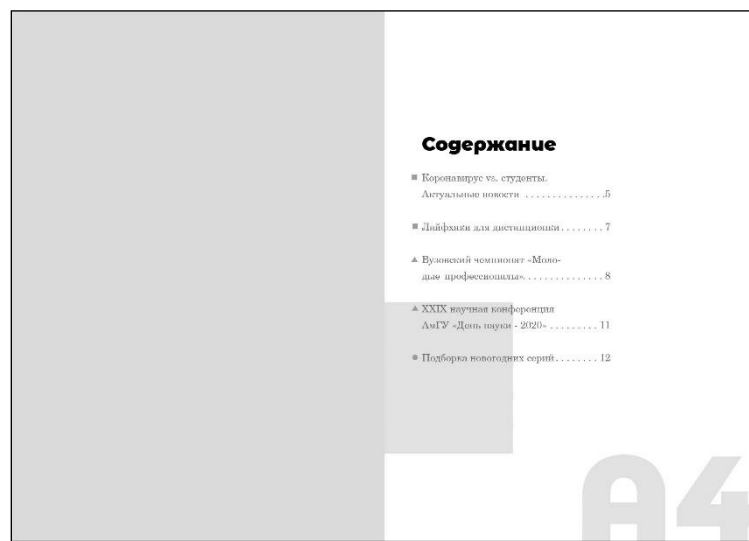 Содержание
Коронавирус vs. студенты.
Актуальные новости . . . . . . . . . . . . . . .5
Лайфхаки для дистанционки . . . . . . . . 7
Вузовский чемпионат «Моло-
дые профессионалы». . . . . . . . . . . . . . . 8
XXIX научная конференция
АмГУ «День науки - 2020» . . . . . . . . . 11
Подборка новогодних серий . . . . . . . . 12
А4